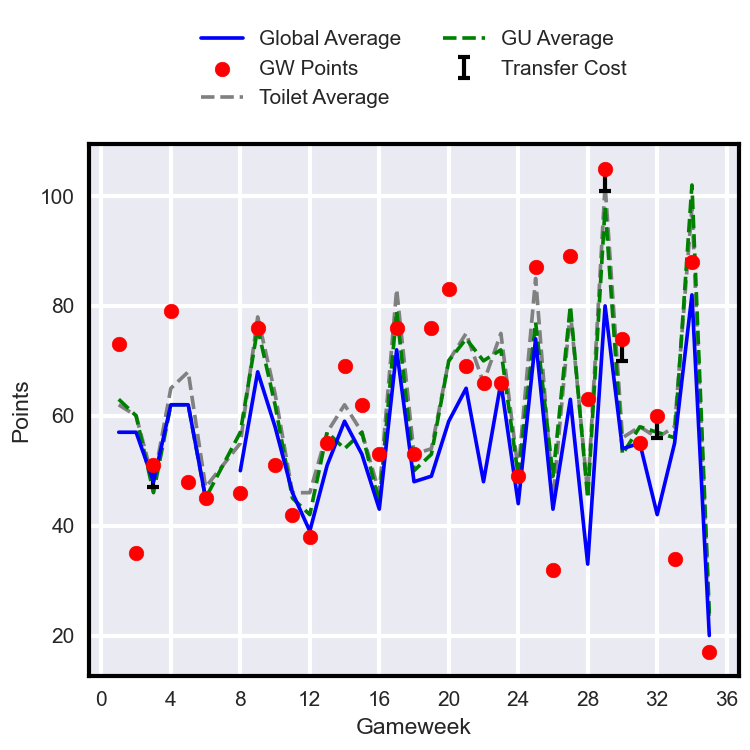 Global Average
GW Points
Toilet Average
GU Average
Transfer Cost
100
80
60
40
20
Points
0 4 8 12 16 20 24 28 32 36
Gameweek